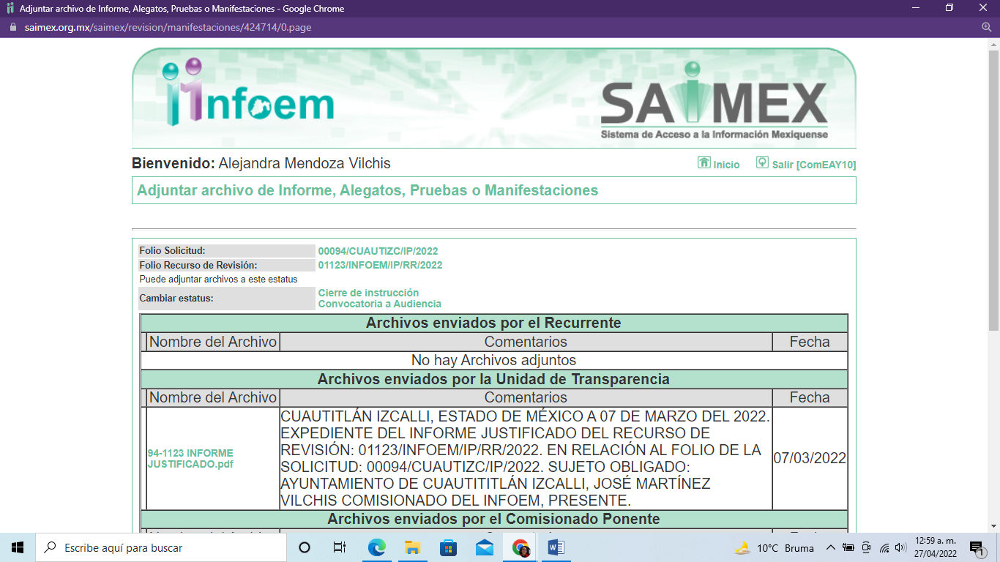 Adjuntar archivo de Informe, Alegatos, Pruebas o Manifestaciones - Google Chrome
saimex.org.mx/saimex/revision/manifestaciones/424714/0.page
infoem
SAIMEX
Sistema de Acceso a la Información Mexiquense
Bienvenido: Alejandra Mendoza Vilchis
Inicio Salir [ComEAY10]
Adjuntar archivo de Informe, Alegatos, Pruebas o Manifestaciones
Folio Solicitud: 00094/CUAUTIZC/IP/2022
Folio Recurso de Revisión: 01123/INFOEM/IP/RR/2022
Puede adjuntar archivos a este estatus
Cambiar estatus:
Cierre de instrucción
Convocatoria a Audiencia
Archivos enviados por el Recurrente
Nombre del Archivo Comentarios Fecha
No hay Archivos adjuntos
Archivos enviados por la Unidad de Transparencia
Nombre del Archivo Comentarios Fecha
94-1123 INFORME
JUSTIFICADO.pdf
CUAUTITLÁN IZCALLI, ESTADO DE MÉXICO A 07 DE MARZO DEL 2022.
EXPEDIENTE DEL INFORME JUSTIFICADO DEL RECURSO DE
REVISIÓN: 01123/INFOEM/IP/RR/2022. EN RELACIÓN AL FOLIO DE LA
SOLICITUD: 00094/CUAUTIZC/IP/2022. SUJETO OBLIGADO:
AYUNTAMIENTO DE CUAUTITITLÁN IZCALLI, JOSÉ MARTÍNEZ
VILCHIS COMISIONADO DEL INFOEM, PRESENTE.
07/03/2022
Archivos enviados por el Comisionado Ponente
Escribe aquí para buscar
10°C Bruma
12:59 a. m.
27/04/2022
1